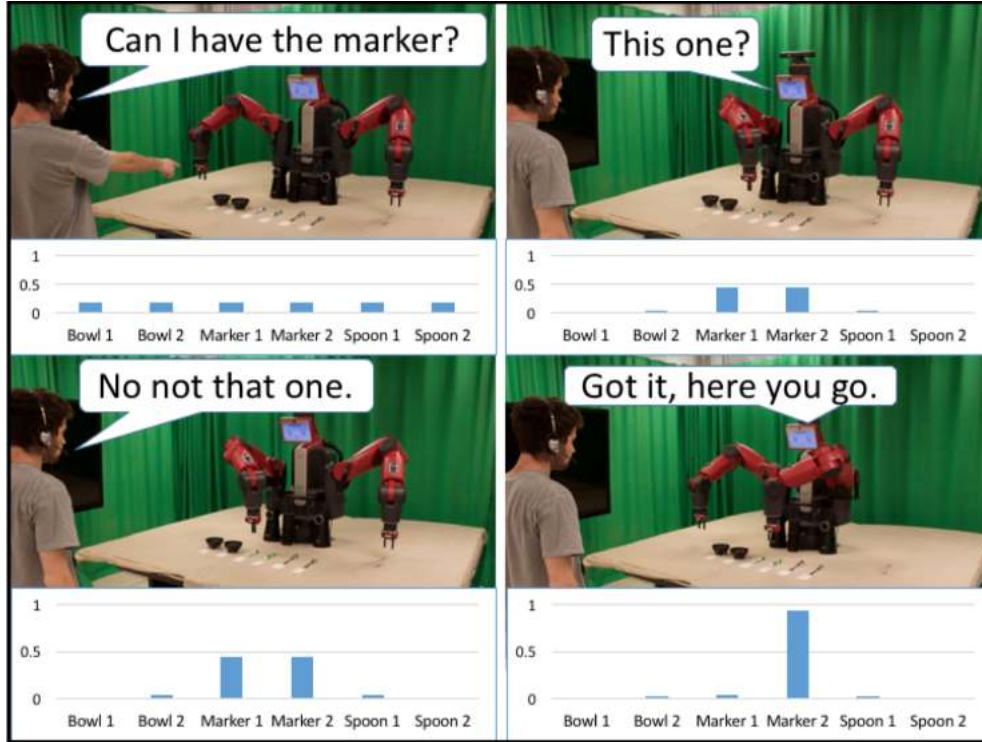 Can I have the marker?
1
0.5
0
Bowl 1 Bowl 2 Marker 1 Marker 2 Spoon 1 Spoon 2
This one?
1
0.5
0
Bowl 1 Bowl 2 Marker 1 Marker 2 Spoon 1 Spoon 2
No not that one.
1
0.5
0
Bowl 1 Bowl 2 Marker 1 Marker 2 Spoon 1 Spoon 2
Got it, here you go.
1
0.5
0
Bowl 1 Bowl 2 Marker 1 Marker 2 Spoon 1 Spoon 2